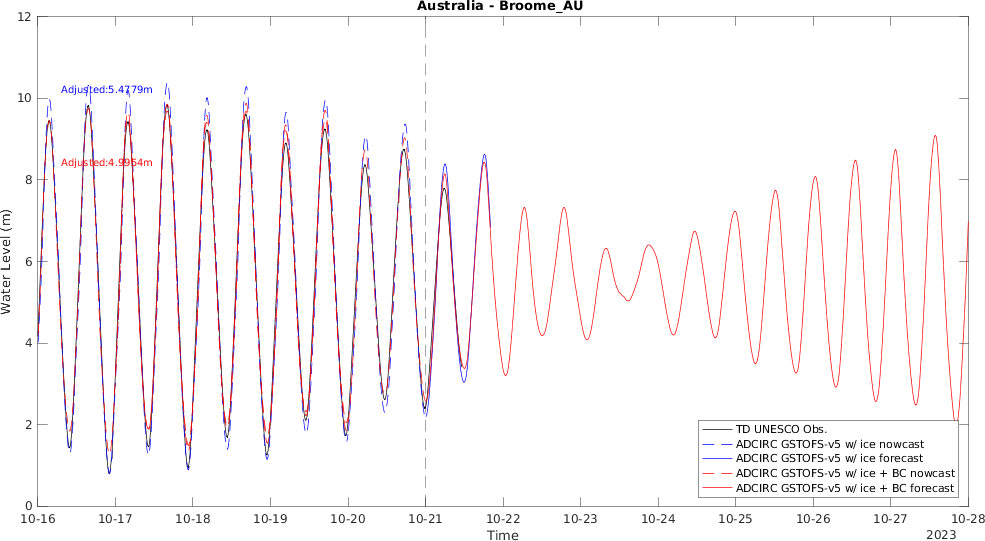 Australia - Broome_AU
12
10
8
6
4
2
0
Water Level (m)
Adjusted:5.4779m
Adjusted:4.9964m
TD UNESCO Obs.
ADCIRC GSTOFS-v5 w/ ice nowcast
ADCIRC GSTOFS-v5 w/ ice forecast
ADCIRC GSTOFS-v5 w/ ice + BC nowcast
ADCIRC GSTOFS-v5 w/ ice + BC forecast
10-16 10-17 10-18 10-19 10-20 10-21 10-22 10-23 10-24 10-25 10-26 10-27 10-28
Time
2023